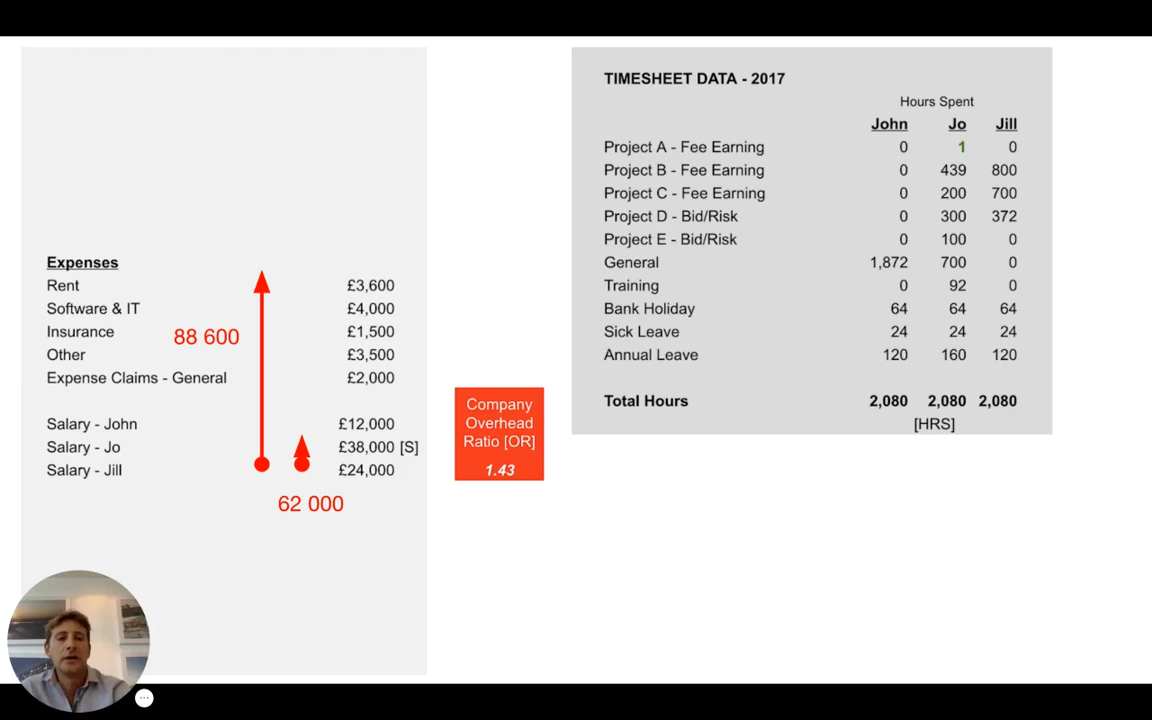 Expenses
Rent £3,600
Software & IT £4,000
Insurance £1,500
88 600
Other £3,500
Expense Claims - General £2,000
Salary - John £12,000
Salary - Jo £38,000 [S]
Salary - Jill £24,000
62 000
Company
Overhead
Ratio [OR]
1.43
TIMESHEET DATA - 2017
Hours Spent
John Jo Jill
Project A - Fee Earning 0 1 0
Project B - Fee Earning 0 439 800
Project C - Fee Earning 0 200 700
Project D - Bid/Risk 0 300 372
Project E - Bid/Risk 0 100 0
General 1,872 700 0
Training 0 92 0
Bank Holiday 64 64 64
Sick Leave 24 24 24
Annual Leave 120 160 120
Total Hours 2,080 2,080 2,080
[HRS]